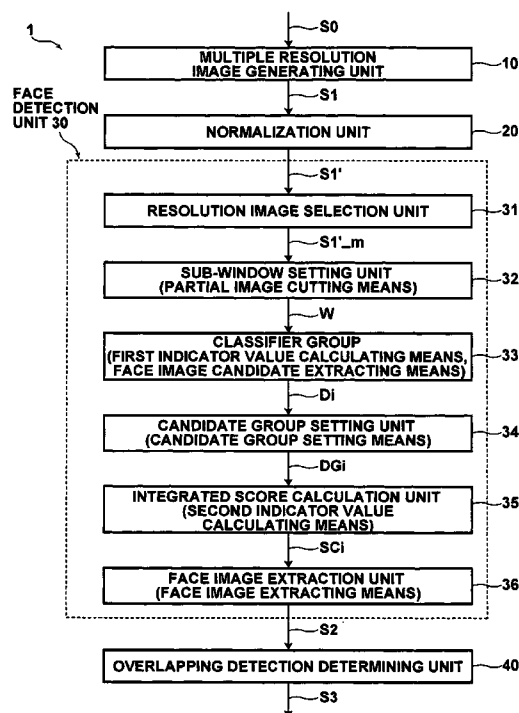 1
S0
MULTIPLE RESOLUTION
IMAGE GENERATING UNIT
10
S1
FACE
DETECTION
UNIT 30
NORMALIZATION UNIT
20
S1'
RESOLUTION IMAGE SELECTION UNIT
31
S1'_m
SUB-WINDOW SETTING UNIT
(PARTIAL IMAGE CUTTING MEANS)
32
W
CLASSIFIER GROUP
(FIRST INDICATOR VALUE CALCULATING MEANS,
FACE IMAGE CANDIDATE EXTRACTING MEANS)
33
Di
CANDIDATE GROUP SETTING UNIT
(CANDIDATE GROUP SETTING MEANS)
34
DGi
INTEGRATED SCORE CALCULATION UNIT
(SECOND INDICATOR VALUE
CALCULATING MEANS)
35
SCi
FACE IMAGE EXTRACTION UNIT
(FACE IMAGE EXTRACTING MEANS)
36
S2
OVERLAPPING DETECTION DETERMINING UNIT
40
S3